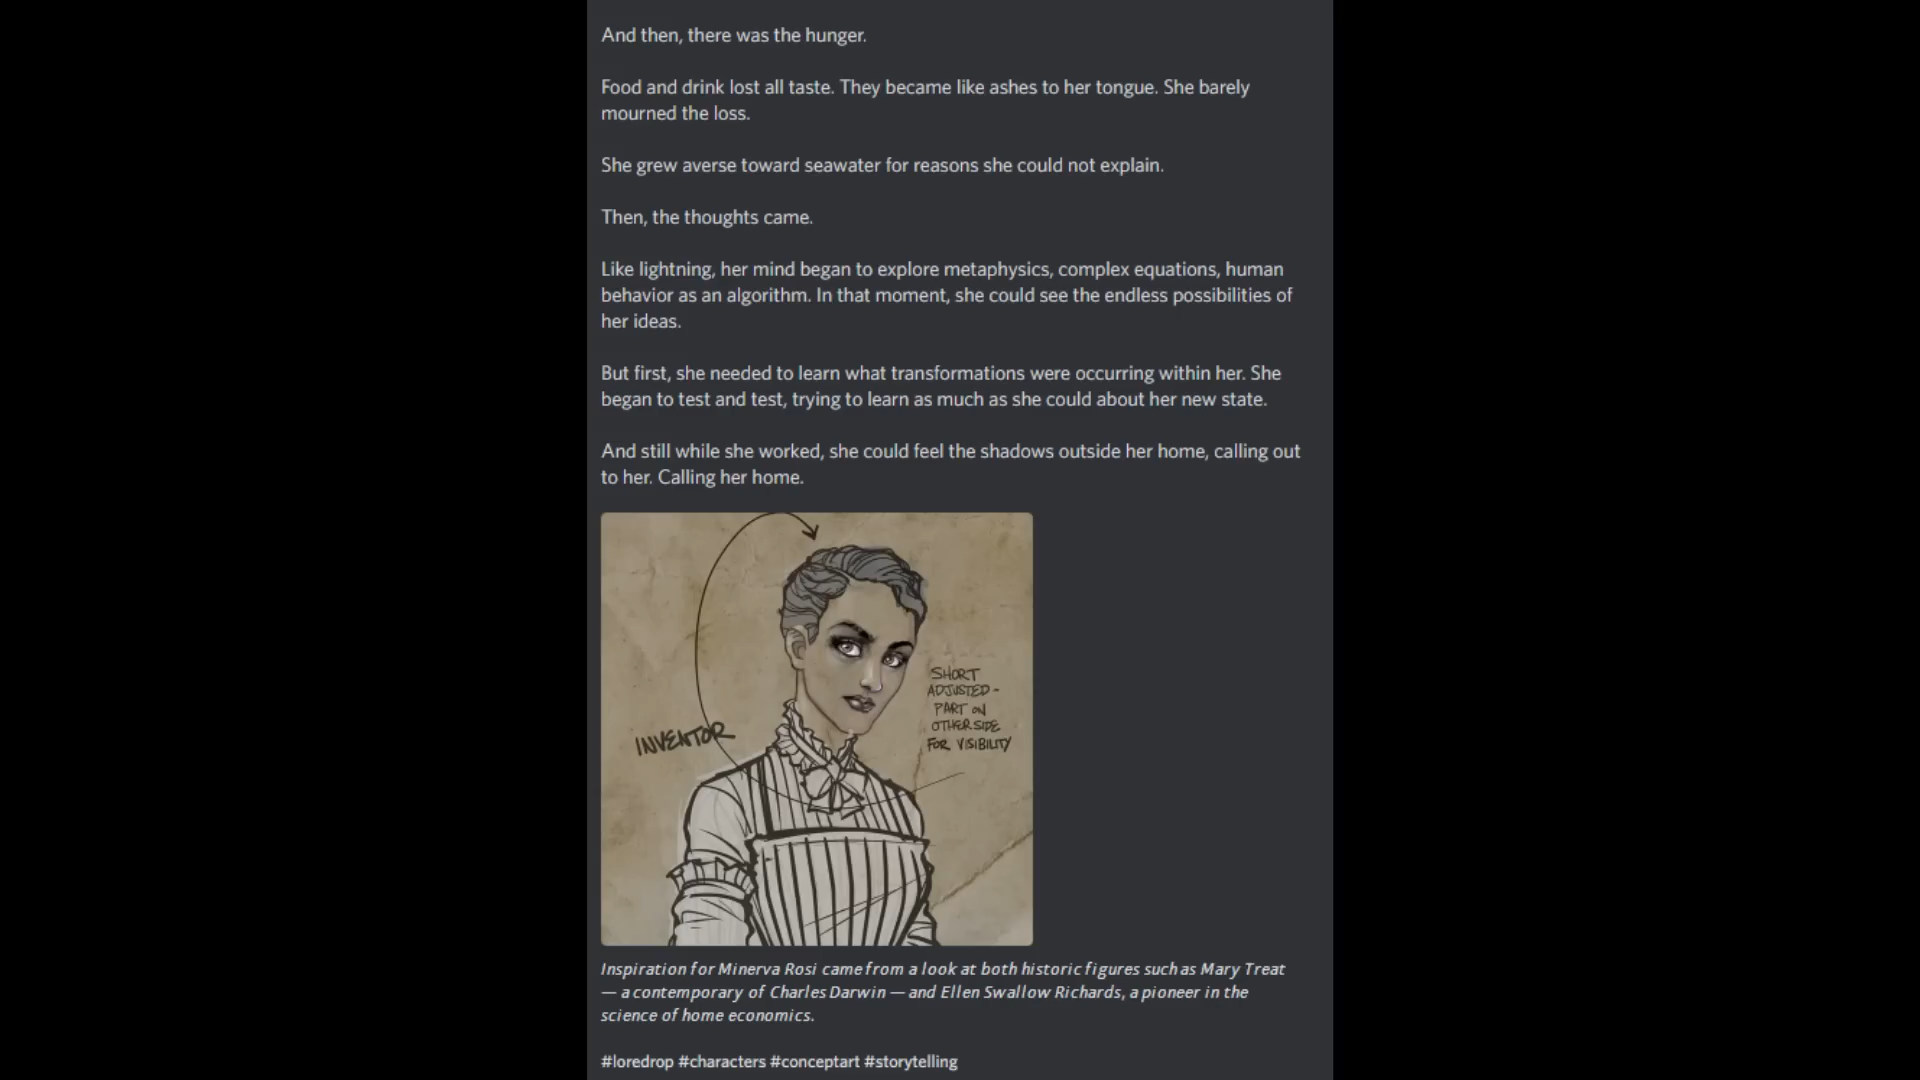 And then, there was the hunger.
Food and drink lost all taste. They became like ashes to her tongue. She barely
mourned the loss.
She grew averse toward seawater for reasons she could not explain.
Then, the thoughts came.
Like lightning, her mind began to explore metaphysics, complex equations, human
behavior as an algorithm. In that moment, she could see the endless possibilities of
her ideas.
But first, she needed to learn what transformations were occurring within her. She
began to test and test, trying to learn as much as she could about her new state.
And still while she worked, she could feel the shadows outside her home, calling out
to her. Calling her home.
INVENTOR
SHORT
ADJUSTED-
PART ON
OTHER SIDE
FOR VISIBILITY
Inspiration for Minerva Rosi came from a look at both historic figures such as Mary Treat
— a contemporary of Charles Darwin — and Ellen Swallow Richards, a pioneer in the
science of home economics.
#loredrop #characters #conceptart #storytelling